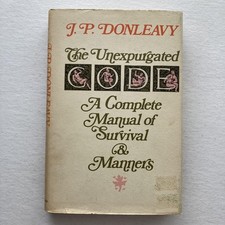 J.P. DONLEAVY
The Unexpurgated
CODE
A Complete
Manual of
Survival
&
Manners